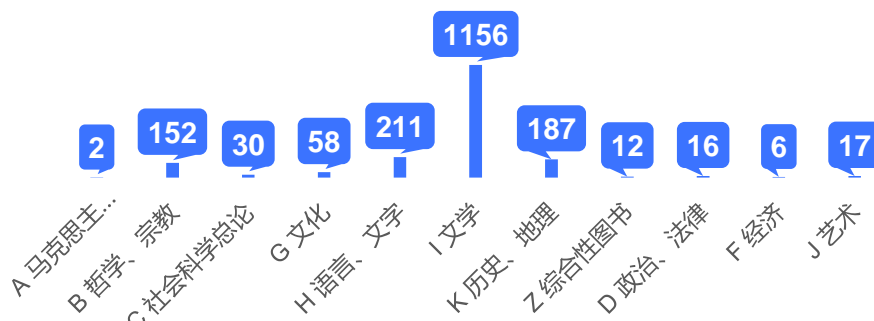 1156
2
152
30
58
211
187
12
16
6
17
A 马克思主…
B 哲学、宗教
C 社会科学总论
G 文化
H 语言、文字
I 文学
K 历史、地理
Z 综合性图书
D 政治、法律
F 经济
J 艺术